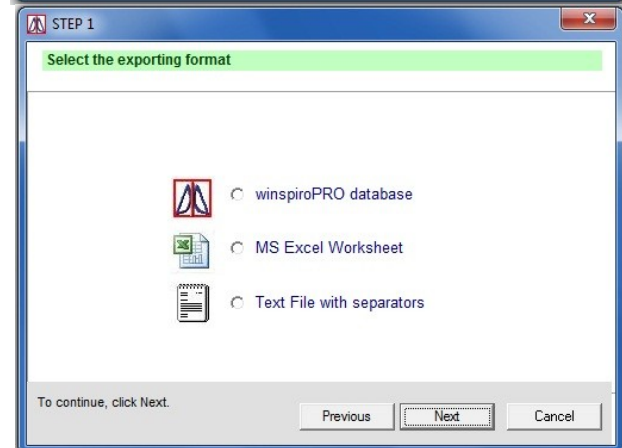 STEP 1
Select the exporting format
winspiroPRO database
MS Excel Worksheet
Text File with separators
To continue, click Next.
Previous
Next
Cancel